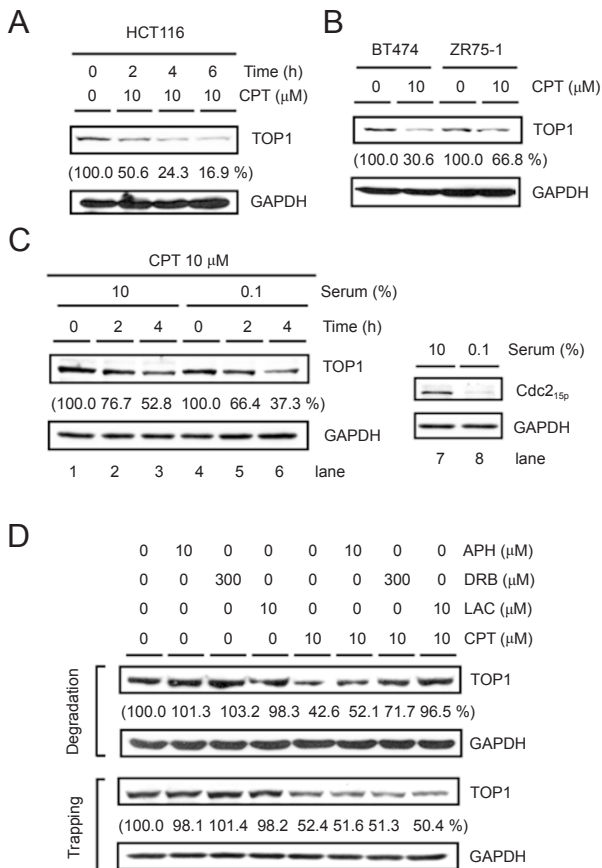 A
HCT116
0 2 4 6 Time (h)
0 10 10 10 CPT (μM)
TOP1
(100.0 50.6 24.3 16.9 %)
GAPDH
B
BT474 ZR75-1
0 10 0 10 CPT (μM)
TOP1
(100.0 30.6 100.0 66.8 %)
GAPDH
C
CPT 10 μM
10 0.1 Serum (%)
0 2 4 0 2 4 Time (h)
TOP1
(100.0 76.7 52.8 100.0 66.4 37.3 %)
GAPDH
1 2 3 4 5 6 lane
10 0.1 Serum (%)
Cdc215p
GAPDH
7 8 lane
D
0 10 0 0 0 10 0 0 APH (μM)
0 0 300 0 0 0 300 0 DRB (μM)
0 0 0 10 0 0 0 10 LAC (μM)
0 0 0 0 10 10 10 10 CPT (μM)
Degradation
TOP1
(100.0 101.3 103.2 98.3 42.6 52.1 71.7 96.5 %)
GAPDH
Trapping
TOP1
(100.0 98.1 101.4 98.2 52.4 51.6 51.3 50.4 %)
GAPDH